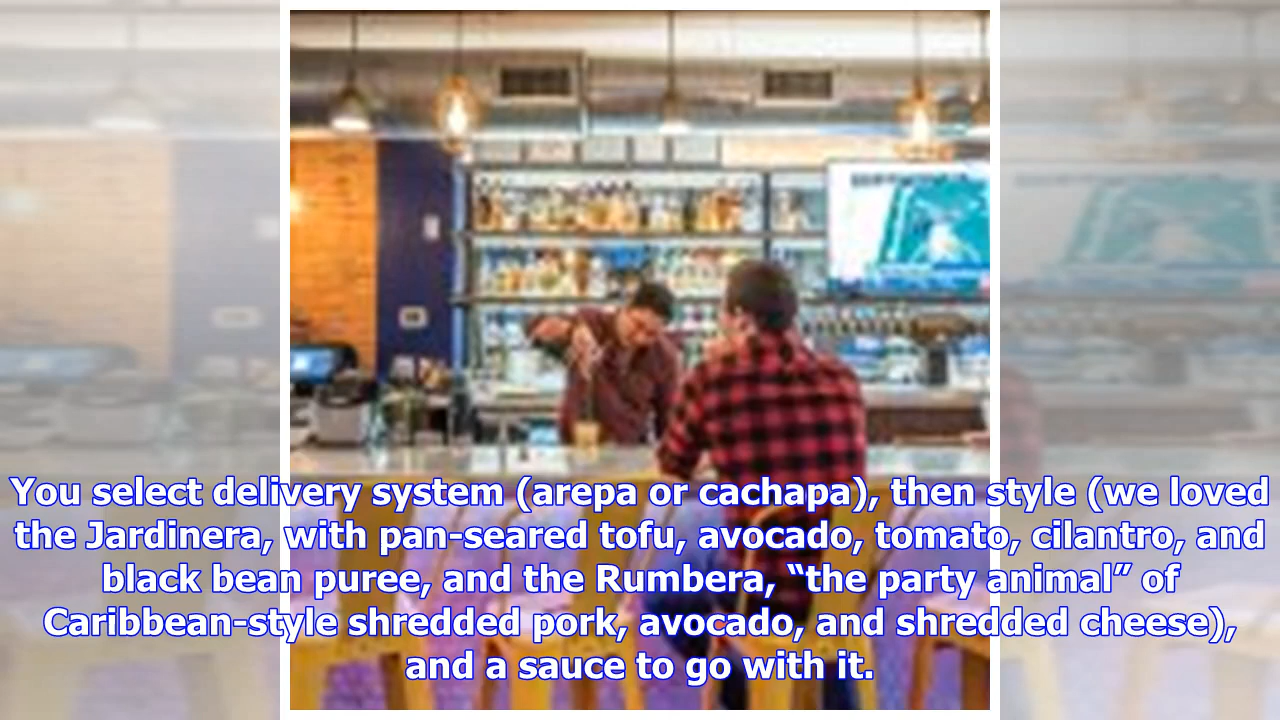 You select delivery system (arepa or cachapa), then style (we loved
the Jardinera, with pan-seared tofu, avocado, tomato, cilantro, and
black bean puree, and the Rumbera, “the party animal” of
Caribbean-style shredded pork, avocado, and shredded cheese),
and a sauce to go with it.